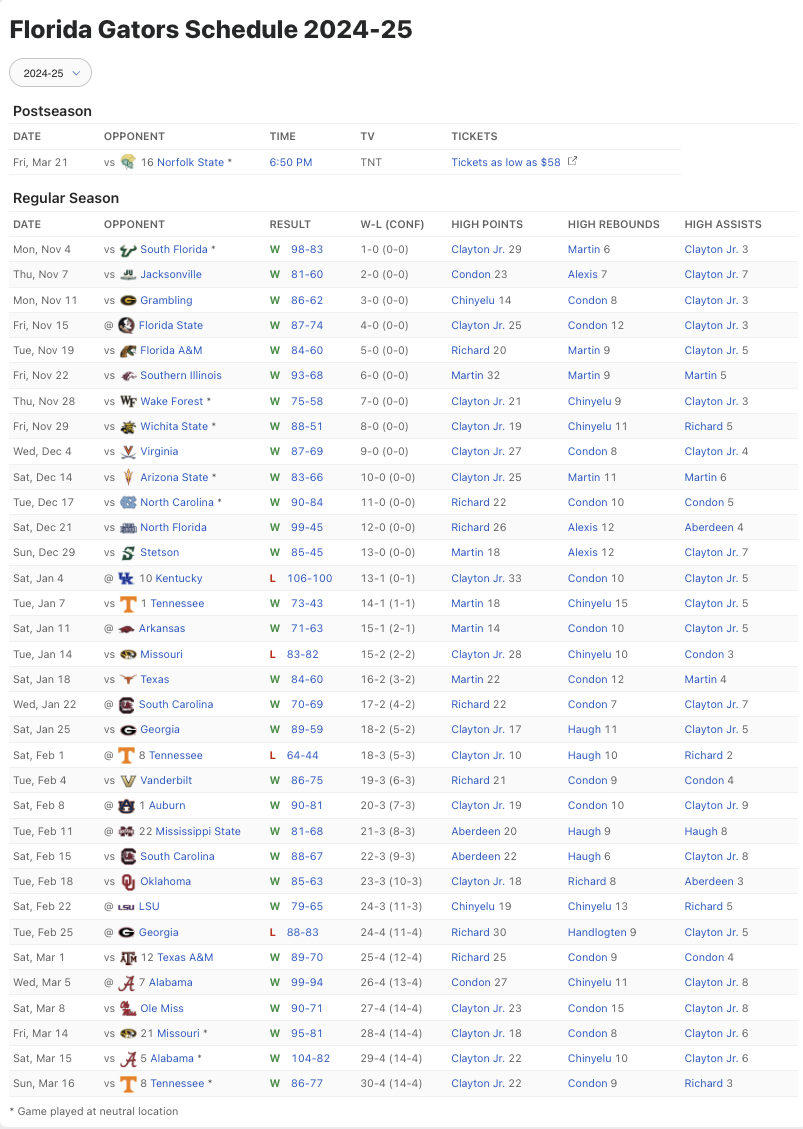 Florida Gators Schedule 2024-25
2024-25
Postseason
DATE OPPONENT TIME TV TICKETS
Fri, Mar 21 vs 16 Norfolk State * 6:50 PM TNT Tickets as low as $58
Regular Season
DATE OPPONENT RESULT W-L (CONF) HIGH POINTS HIGH REBOUNDS HIGH ASSISTS
Mon, Nov 4 vs South Florida * W 98-83 1-0 (0-0) Clayton Jr. 29 Martin 6 Clayton Jr. 3
Thu, Nov 7 vs Jacksonville W 81-60 2-0 (0-0) Condon 23 Alexis 7 Clayton Jr. 7
Mon, Nov 11 vs Grambling W 86-62 3-0 (0-0) Chinyelu 14 Condon 8 Clayton Jr. 3
Fri, Nov 15 @ Florida State W 87-74 4-0 (0-0) Clayton Jr. 25 Condon 12 Clayton Jr. 3
Tue, Nov 19 vs Florida A&M W 84-60 5-0 (0-0) Richard 20 Martin 9 Clayton Jr. 5
Fri, Nov 22 vs Southern Illinois W 93-68 6-0 (0-0) Martin 32 Martin 9 Martin 5
Thu, Nov 28 vs Wake Forest * W 75-58 7-0 (0-0) Clayton Jr. 21 Chinyelu 9 Clayton Jr. 3
Fri, Nov 29 vs Wichita State * W 88-51 8-0 (0-0) Clayton Jr. 19 Chinyelu 11 Richard 5
Wed, Dec 4 vs Virginia W 87-69 9-0 (0-0) Clayton Jr. 27 Condon 8 Clayton Jr. 4
Sat, Dec 14 vs Arizona State * W 83-66 10-0 (0-0) Clayton Jr. 25 Martin 11 Martin 6
Tue, Dec 17 vs North Carolina * W 90-84 11-0 (0-0) Richard 22 Condon 10 Condon 5
Sat, Dec 21 vs North Florida W 99-45 12-0 (0-0) Richard 26 Alexis 12 Aberdeen 4
Sun, Dec 29 vs Stetson W 85-45 13-0 (0-0) Martin 18 Alexis 12 Clayton Jr. 7
Sat, Jan 4 @ 10 Kentucky L 106-100 13-1 (0-1) Clayton Jr. 33 Condon 10 Clayton Jr. 5
Tue, Jan 7 vs 1 Tennessee W 73-43 14-1 (1-1) Martin 18 Chinyelu 15 Clayton Jr. 5
Sat, Jan 11 @ Arkansas W 71-63 15-1 (2-1) Martin 14 Condon 10 Clayton Jr. 5
Tue, Jan 14 vs Missouri L 83-82 15-2 (2-2) Clayton Jr. 28 Chinyelu 10 Condon 3
Sat, Jan 18 vs Texas W 84-60 16-2 (3-2) Martin 22 Condon 12 Martin 4
Wed, Jan 22 @ South Carolina W 70-69 17-2 (4-2) Richard 22 Condon 7 Clayton Jr. 7
Sat, Jan 25 vs Georgia W 89-59 18-2 (5-2) Clayton Jr. 17 Haugh 11 Clayton Jr. 5
Sat, Feb 1 @ 8 Tennessee L 64-44 18-3 (5-3) Clayton Jr. 10 Haugh 10 Richard 2
Tue, Feb 4 vs Vanderbilt W 86-75 19-3 (6-3) Richard 21 Condon 9 Condon 4
Sat, Feb 8 @ 1 Auburn W 90-81 20-3 (7-3) Clayton Jr. 19 Condon 10 Clayton Jr. 9
Tue, Feb 11 @ 22 Mississippi State W 81-68 21-3 (8-3) Aberdeen 20 Haugh 9 Haugh 8
Sat, Feb 15 vs South Carolina W 88-67 22-3 (9-3) Aberdeen 22 Haugh 6 Clayton Jr. 8
Tue, Feb 18 vs Oklahoma W 85-63 23-3 (10-3) Clayton Jr. 18 Richard 8 Aberdeen 3
Sat, Feb 22 @ LSU LSU W 79-65 24-3 (11-3) Chinyelu 19 Chinyelu 13 Richard 5
Tue, Feb 25 @ Georgia L 88-83 24-4 (11-4) Richard 30 Handlogten 9 Clayton Jr. 5
Sat, Mar 1 vs 12 Texas A&M W 89-70 25-4 (12-4) Richard 25 Condon 9 Condon 4
Wed, Mar 5 @ 7 Alabama W 99-94 26-4 (13-4) Condon 27 Chinyelu 11 Clayton Jr. 8
Sat, Mar 8 vs Ole Miss W 90-71 27-4 (14-4) Clayton Jr. 23 Condon 15 Clayton Jr. 8
Fri, Mar 14 vs 21 Missouri * W 95-81 28-4 (14-4) Clayton Jr. 18 Condon 8 Clayton Jr. 6
Sat, Mar 15 vs 5 Alabama * W 104-82 29-4 (14-4) Clayton Jr. 22 Chinyelu 10 Clayton Jr. 6
Sun, Mar 16 vs 8 Tennessee * W 86-77 30-4 (14-4) Clayton Jr. 22 Condon 9 Richard 3
* Game played at neutral location